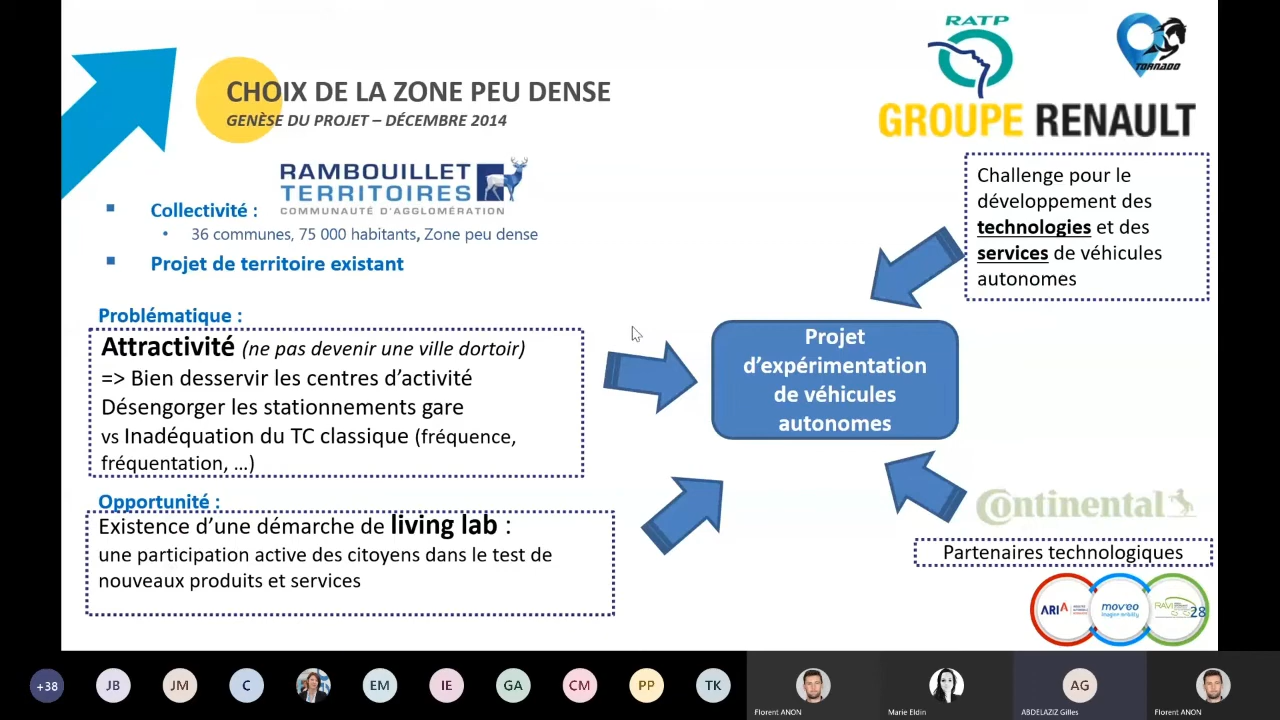 RATP
TORNADO
GROUPE RENAULT
CHOIX DE LA ZONE PEU DENSE
GENÈSE DU PROJET – DÉCEMBRE 2014
RAMBOUILLET
TERRITOIRES
COMMUNAUTÉ D'AGGLOMÉRATION
Collectivité :
36 communes, 75 000 habitants, Zone peu dense
Projet de territoire existant
Challenge pour le
développement des
technologies et des
services de véhicules
autonomes
Problématique :
Attractivité (ne pas devenir une ville dortoir)
=> Bien desservir les centres d'activité
Désengorger les stationnements gare
vs Inadéquation du TC classique (fréquence,
fréquentation, …)
Projet
d'expérimentation
de véhicules
autonomes
Opportunité :
Existence d'une démarche de living lab :
une participation active des citoyens dans le test de
nouveaux produits et services
Continental
Partenaires technologiques
ARIA
mov'eo
imagine mobility
RAVI
28
+38
JB
JM
C
EM
IE
GA
CM
PP
TK
AG
Florent ANON
Marie Eldin
ABDELAZIZ Gilles
Florent ANON